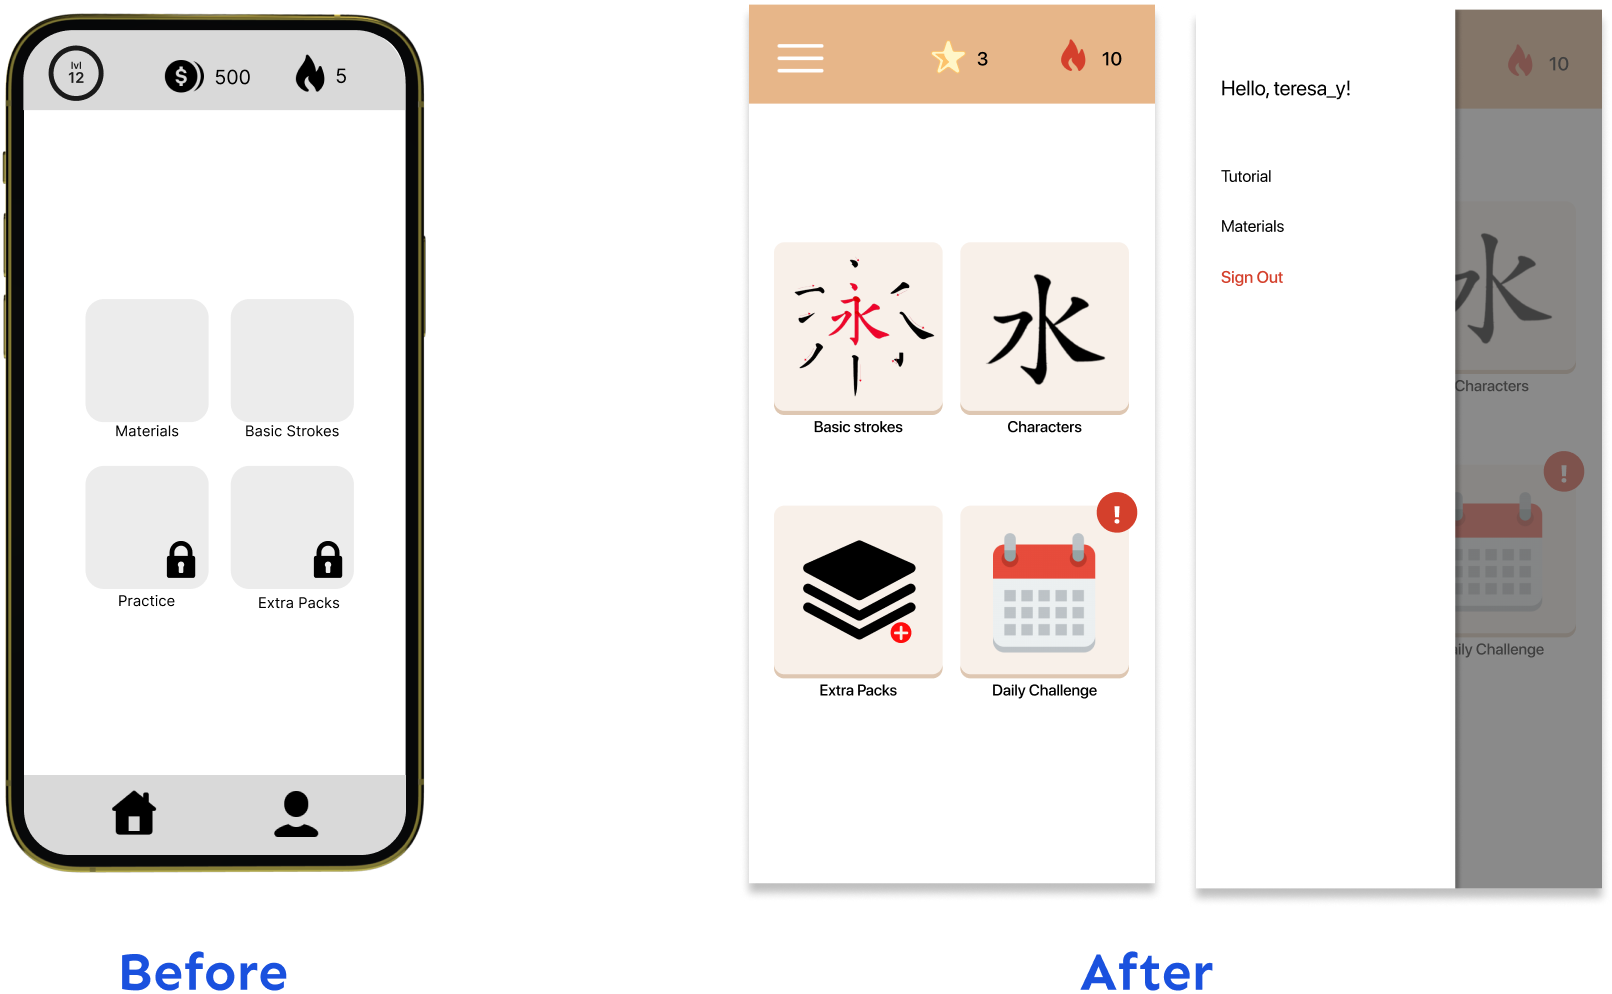 lvl
12
500
5
Materials
Basic Strokes
Practice
Extra Packs
Before
3
10
永
水
Basic strokes
Characters
!
Extra Packs
Daily Challenge
Hello, teresa_y!
Tutorial
Materials
Sign Out
10
水
Characters
!
ily Challenge
After